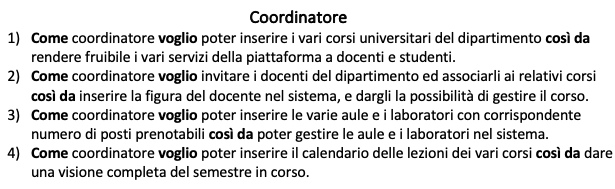 Coordinatore
1) Come coordinatore voglio poter inserire i vari corsi universitari del dipartimento così da
rendere fruibile i vari servizi della piattaforma a docenti e studenti.
2) Come coordinatore voglio invitare i docenti del dipartimento ed associarli ai relativi corsi
così da inserire la figura del docente nel sistema, e dargli la possibilità di gestire il corso.
3) Come coordinatore voglio poter inserire le varie aule e i laboratori con corrispondente
numero di posti prenotabili così da poter gestire le aule e i laboratori nel sistema.
4) Come coordinatore voglio poter inserire il calendario delle lezioni dei vari corsi così da dare
una visione completa del semestre in corso.